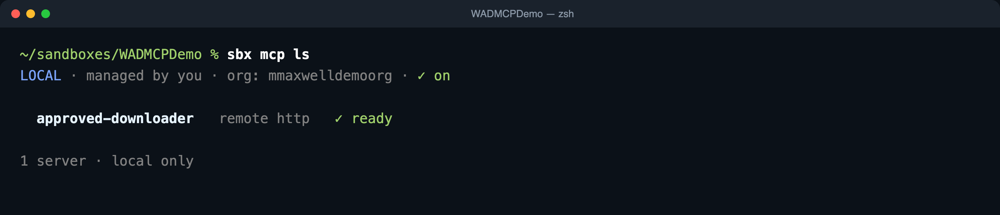 WADMCPDemo — zsh
~/sandboxes/WADMCPDemo % sbx mcp ls
LOCAL · managed by you · org: mmaxwelldemoorg · ✓ on
approved-downloader remote http ✓ ready
1 server · local only